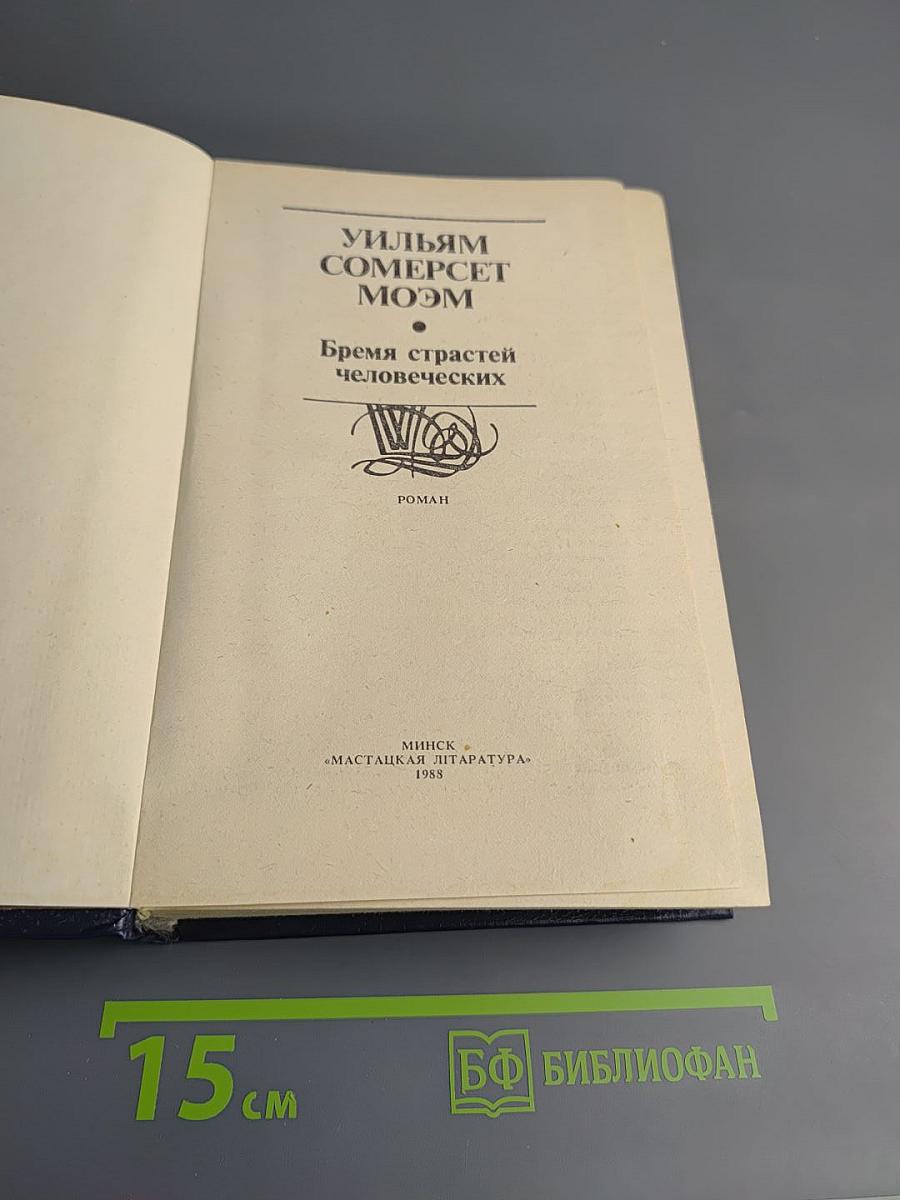 УИЛЬЯМ
СОМЕРСЕТ
МОЭМ
Бремя страстей
человеческих
РОМАН
МИНСК
«МАСТАЦКАЯ ЛІТАРАТУРА»
1988
15 см
БФ БИБЛИОФАН